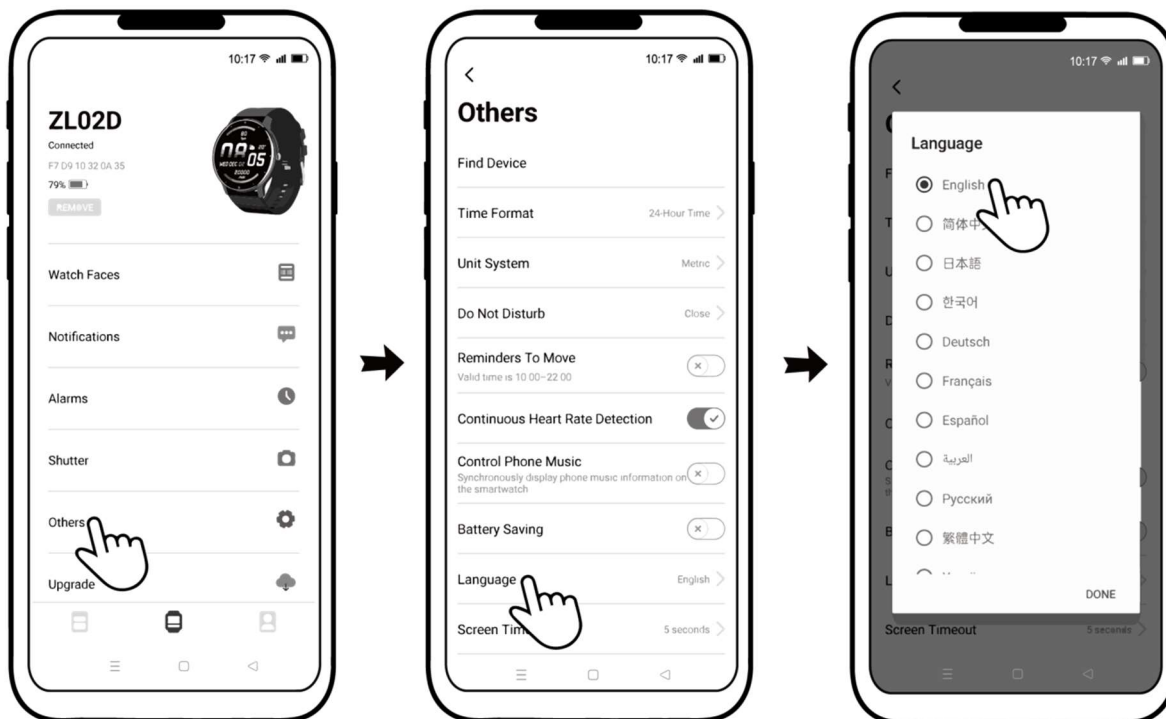 10:17
ZL02D
Connected
F7 D9 10 32 0A 35
79%
REMOVE
Watch Faces
Notifications
Alarms
Shutter
Others
Upgrade
10:17
Others
Find Device
Time Format 24-Hour Time
Unit System Metric
Do Not Disturb Close
Reminders To Move
Valid time is 10 00-22 00
Continuous Heart Rate Detection
Control Phone Music
Synchronously display phone music information on
the smartwatch
Battery Saving
Language English
Screen 5 seconds
10:17
Language
English
简体中
日本語
한국어
Deutsch
Français
Español
العربية
Русский
繁體中文
DONE
Screen Timeout 5 seconds